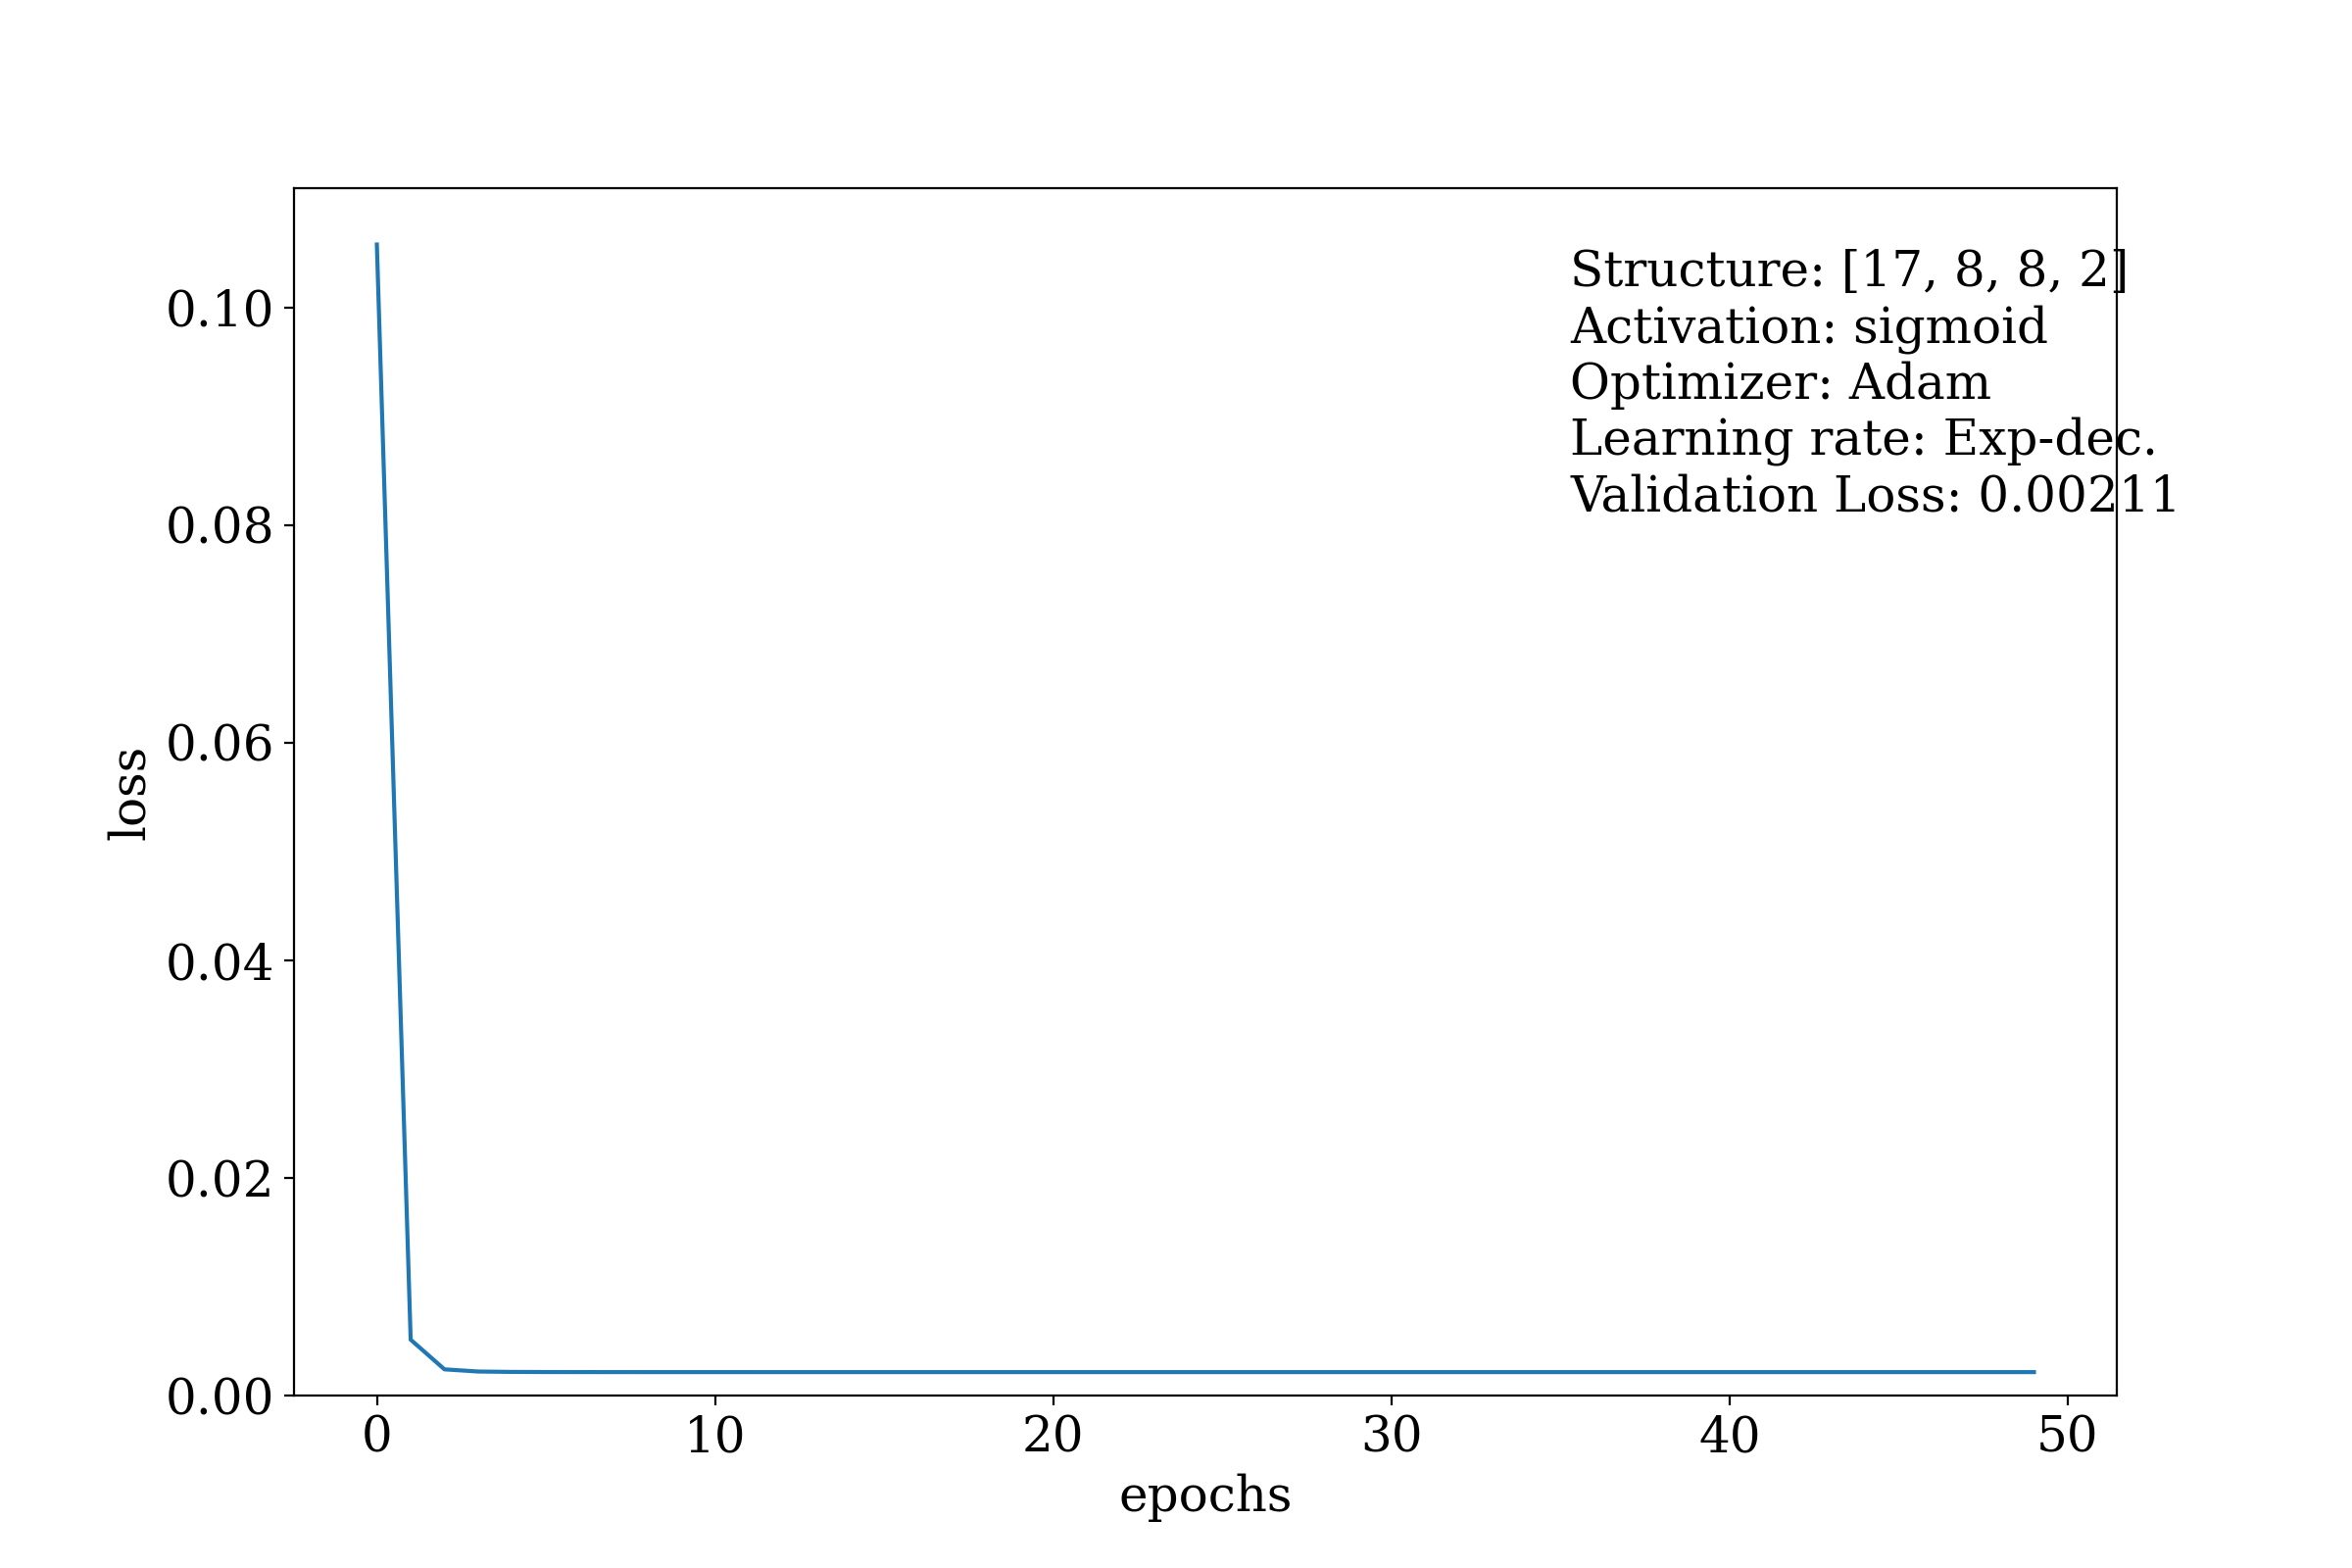 Structure: [17, 8, 8, 2]
Activation: sigmoid
Optimizer: Adam
Learning rate: Exp-dec.
Validation Loss: 0.00211
0.10
0.08
0.06
0.04
0.02
0.00
loss
0 10 20 30 40 50
epochs